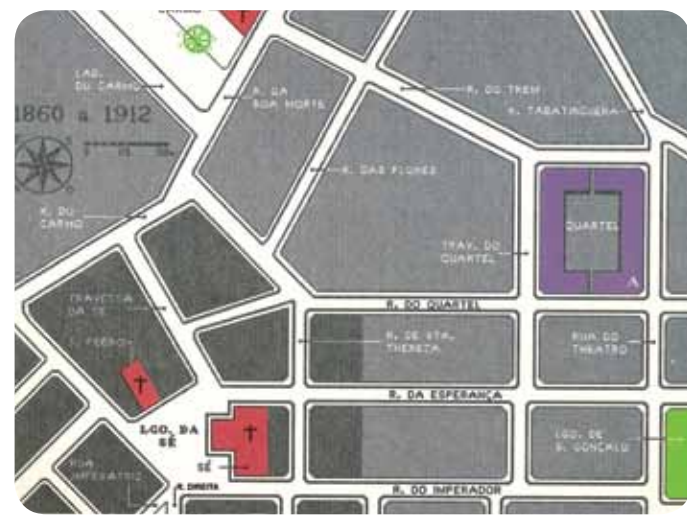 LAG.
DO CARMO
R. DA
BOA MORTE
R. DO TREM
R. TABATINGUERA
1860 a 1912
R. DAS FLORES
R. DO
CARMO
TRAV. DO
QUARTEL
QUARTEL
A
TRAVESSA
DA SÉ
R. DO QUARTEL
S. PEDRO
R. DE STA.
THEREZA
RUA DO
THEATRO
R. DA ESPERANÇA
LGO. DA
SÉ
LGO. DE
S. GONÇALO
SÉ
RUA
IMPERATRIZ
R. DIREITA
R. DO IMPERADOR